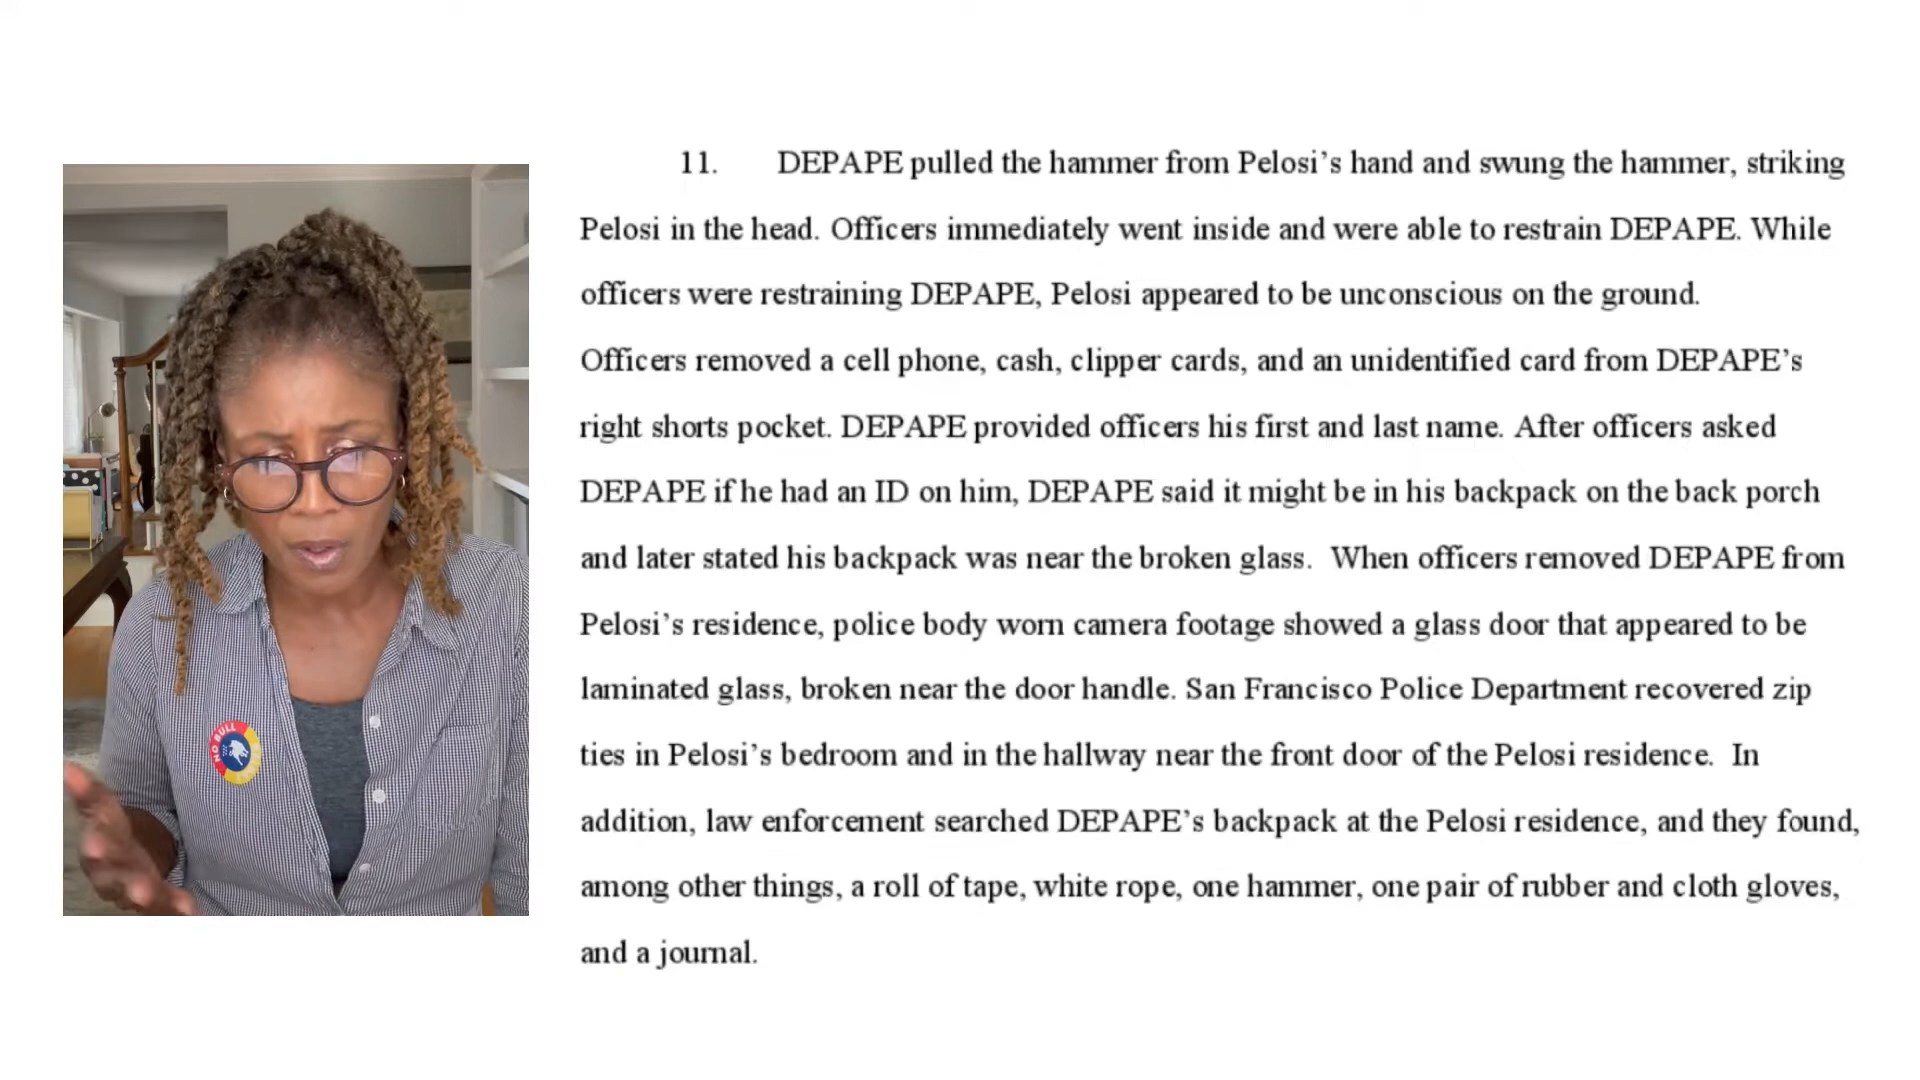 11. DEPAPE pulled the hammer from Pelosi’s hand and swung the hammer, striking
Pelosi in the head. Officers immediately went inside and were able to restrain DEPAPE. While
officers were restraining DEPAPE, Pelosi appeared to be unconscious on the ground.
Officers removed a cell phone, cash, clipper cards, and an unidentified card from DEPAPE’s
right shorts pocket. DEPAPE provided officers his first and last name. After officers asked
DEPAPE if he had an ID on him, DEPAPE said it might be in his backpack on the back porch
and later stated his backpack was near the broken glass. When officers removed DEPAPE from
Pelosi’s residence, police body worn camera footage showed a glass door that appeared to be
laminated glass, broken near the door handle. San Francisco Police Department recovered zip
ties in Pelosi’s bedroom and in the hallway near the front door of the Pelosi residence. In
addition, law enforcement searched DEPAPE’s backpack at the Pelosi residence, and they found,
among other things, a roll of tape, white rope, one hammer, one pair of rubber and cloth gloves,
and a journal.
NO BULL